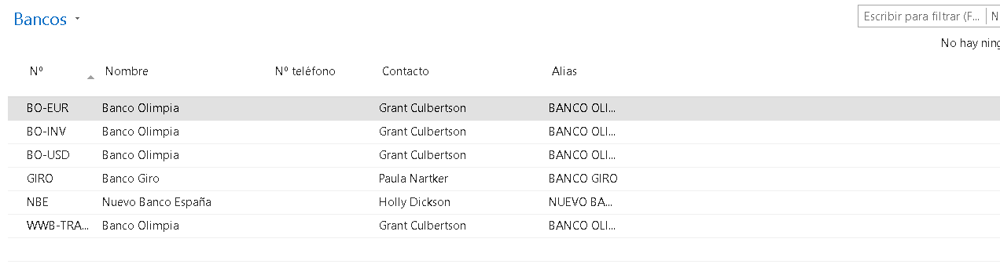 Bancos
Escribir para filtrar (F... N
No hay ning
Nº Nombre Nº teléfono Contacto Alias
BO-EUR Banco Olimpia Grant Culbertson BANCO OLI...
BO-INV Banco Olimpia Grant Culbertson BANCO OLI...
BO-USD Banco Olimpia Grant Culbertson BANCO OLI...
GIRO Banco Giro Paula Nartker BANCO GIRO
NBE Nuevo Banco España Holly Dickson NUEVO BA...
WWB-TRA... Banco Olimpia Grant Culbertson BANCO OLI...